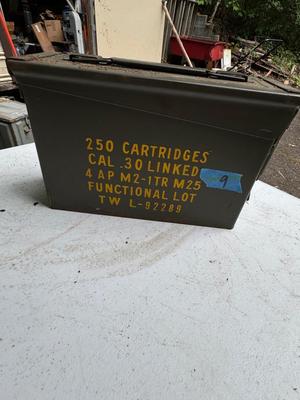 250 CARTRIDGES
CAL .30 LINKED
4 AP M2-1TR M25
FUNCTIONAL LOT
TW L-92289
9